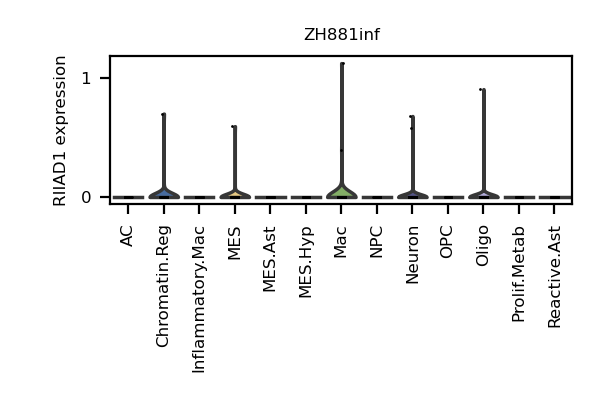 ZH881inf
RIIAD1 expression
1
0
AC
Chromatin.Reg
Inflammatory.Mac
MES
MES.Ast
MES.Hyp
Mac
NPC
Neuron
OPC
Oligo
Prolif.Metab
Reactive.Ast